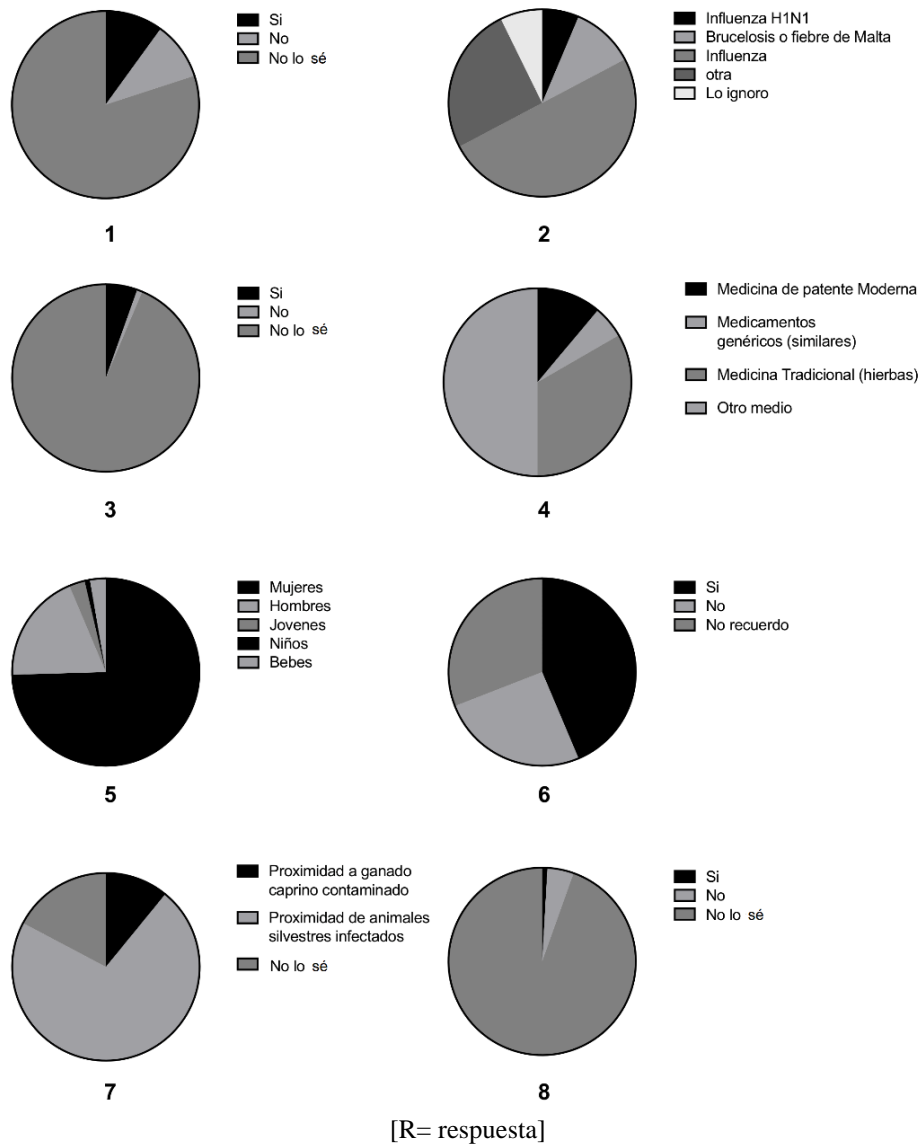 Si
No
No lo sé
1
Influenza H1N1
Brucelosis o fiebre de Malta
Influenza
otra
Lo ignoro
2
Si
No
No lo sé
3
Medicina de patente Moderna
Medicamentos
genéricos (similares)
Medicina Tradicional (hierbas)
Otro medio
4
Mujeres
Hombres
Jovenes
Niños
Bebes
5
Si
No
No recuerdo
6
Proximidad a ganado
caprino contaminado
Proximidad de animales
silvestres infectados
No lo sé
7
Si
No
No lo sé
8
[R= respuesta]